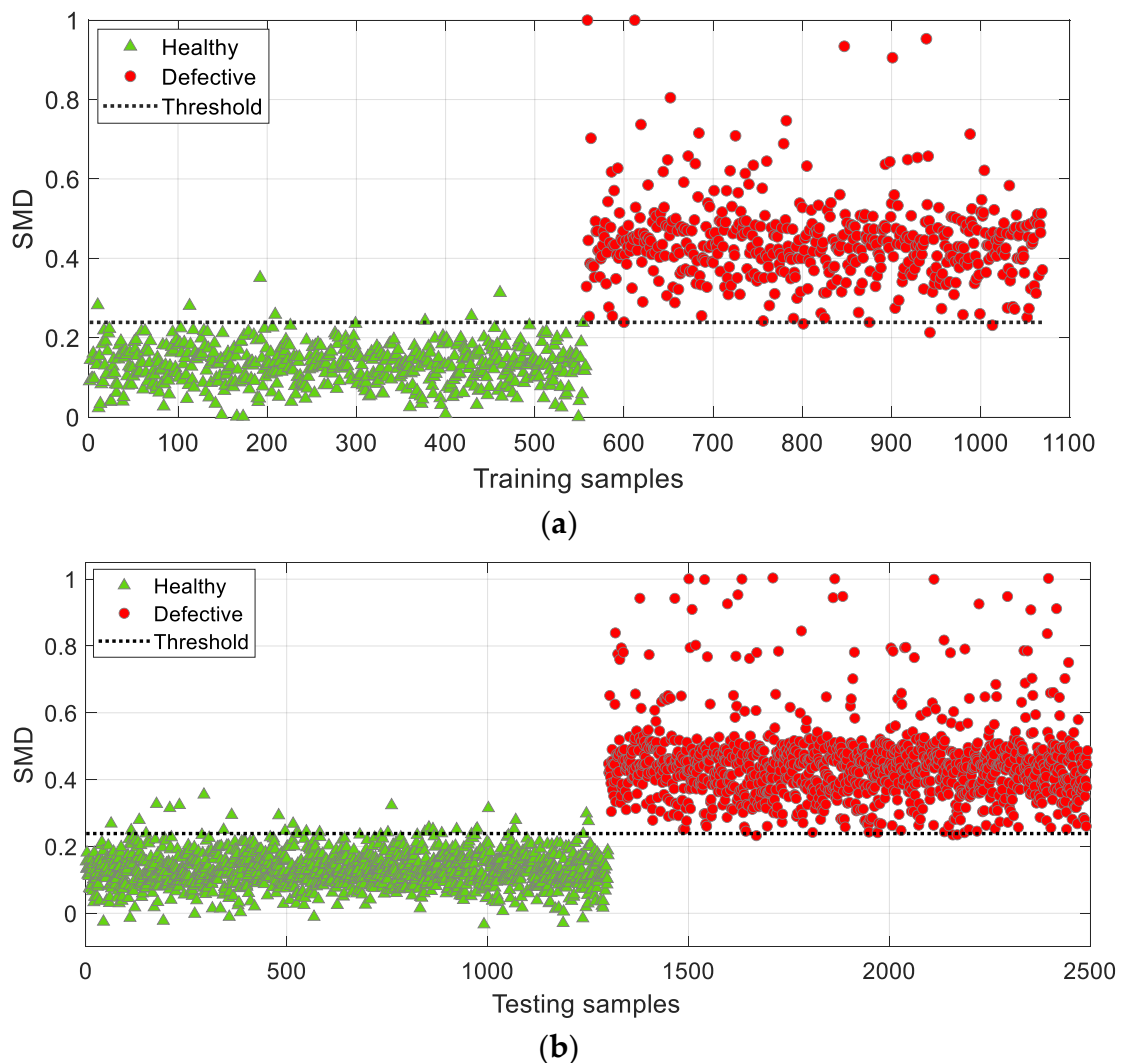 1
0.8
0.6
0.4
0.2
0
SMD
Healthy
Defective
Threshold
0 100 200 300 400 500 600 700 800 900 1000 1100
Training samples
(a)
1
0.8
0.6
0.4
0.2
0
SMD
Healthy
Defective
Threshold
0 500 1000 1500 2000 2500
Testing samples
(b)